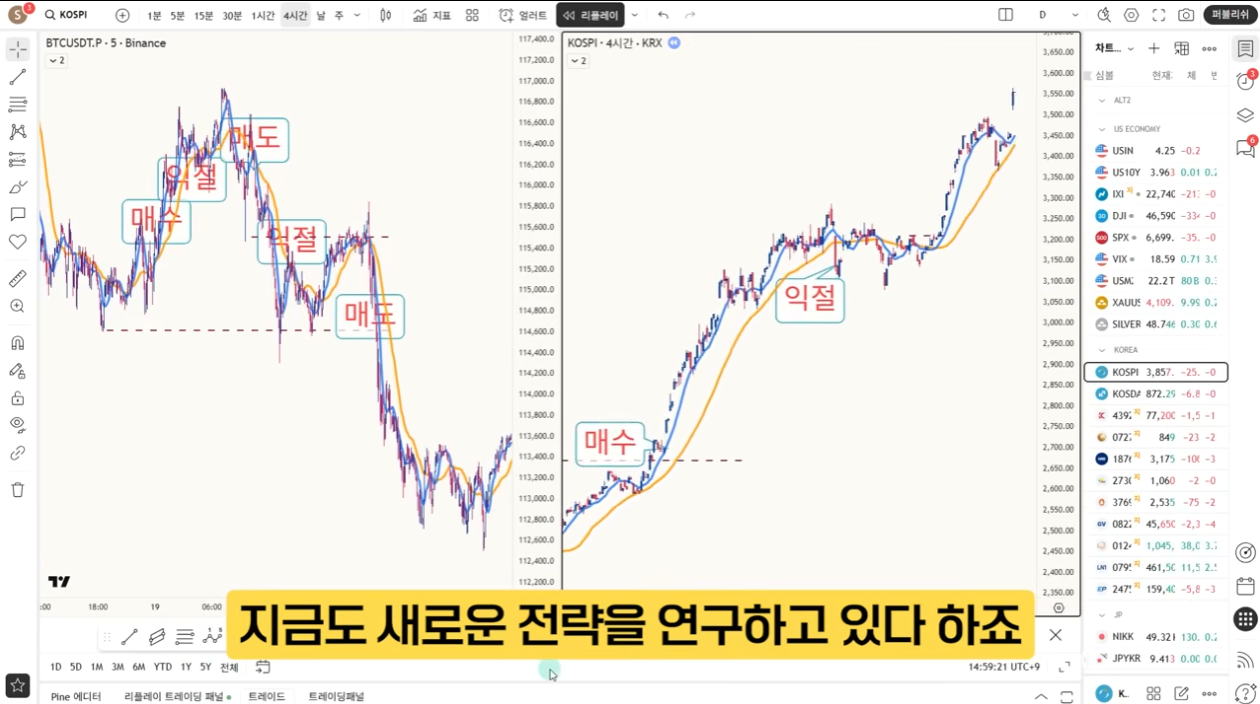 S 3 KOSPI 1분 5분 15분 30분 1시간 4시간 날 주 지표 얼러트 리플레이 D 퍼블리쉬
BTCUSDT.P · 5 · Binance
2
KOSPI · 4시간 · KRX
2
117,400.0
117,200.0
117,000.0
116,800.0
116,600.0
116,400.0
116,200.0
116,000.0
115,800.0
115,600.0
115,400.0
115,200.0
115,000.0
114,800.0
114,600.0
114,400.0
114,200.0
114,000.0
113,800.0
113,600.0
113,400.0
113,200.0
113,000.0
112,800.0
112,600.0
112,400.0
112,200.0
매수
익절
매도
익절
매도
:00 18:00 19 06:00
3,650.00
3,600.00
3,550.00
3,500.00
3,450.00
3,400.00
3,350.00
3,300.00
3,250.00
3,200.00
3,150.00
3,100.00
3,050.00
3,000.00
2,950.00
2,900.00
2,850.00
2,800.00
2,750.00
2,700.00
2,650.00
2,600.00
2,550.00
2,500.00
2,450.00
2,400.00
2,350.00
매수
익절
차트...
심볼 현재: 체 번
ALT2
US ECONOMY
USIN 4.25 -0.2
US10Y 3.963 0.01 0.2
IXI 22,740 -213 -0
DJI 46,590 -334 -0
SPX 6,699. -35. -0
VIX 18.59 0.71 3.9
USM2 22.2 T 80 B 0.3
XAUUS 4,109. 9.99 0.2
SILVER 48.746 0.30 0.6
KOREA
KOSPI 3,857. -25. -0
KOSDA 872.29 -6.8 -0
4392 77,200 -1,5 -1
072 849 -23 -2
1876 3,175 -100 -3
2730 1,060 -2 -0
3769 2,535 -75 -2
0822 45,650 -2,3 -4
012 1,045, 38,0 3.7
0795 461,50 11,5 2.5
2475 159,40 -5,8 -3
JP
NIKK 49.32K 130. 0.2
JPYKR 9.413 0.00 0.0
K..
3
6
지금도 새로운 전략을 연구하고 있다 하죠
1D 5D 1M 3M 6M YTD 1Y 5Y 전체 14:59:21 UTC+9
Pine 에디터 리플레이 트레이딩 패널 트레이드 트레이딩패널